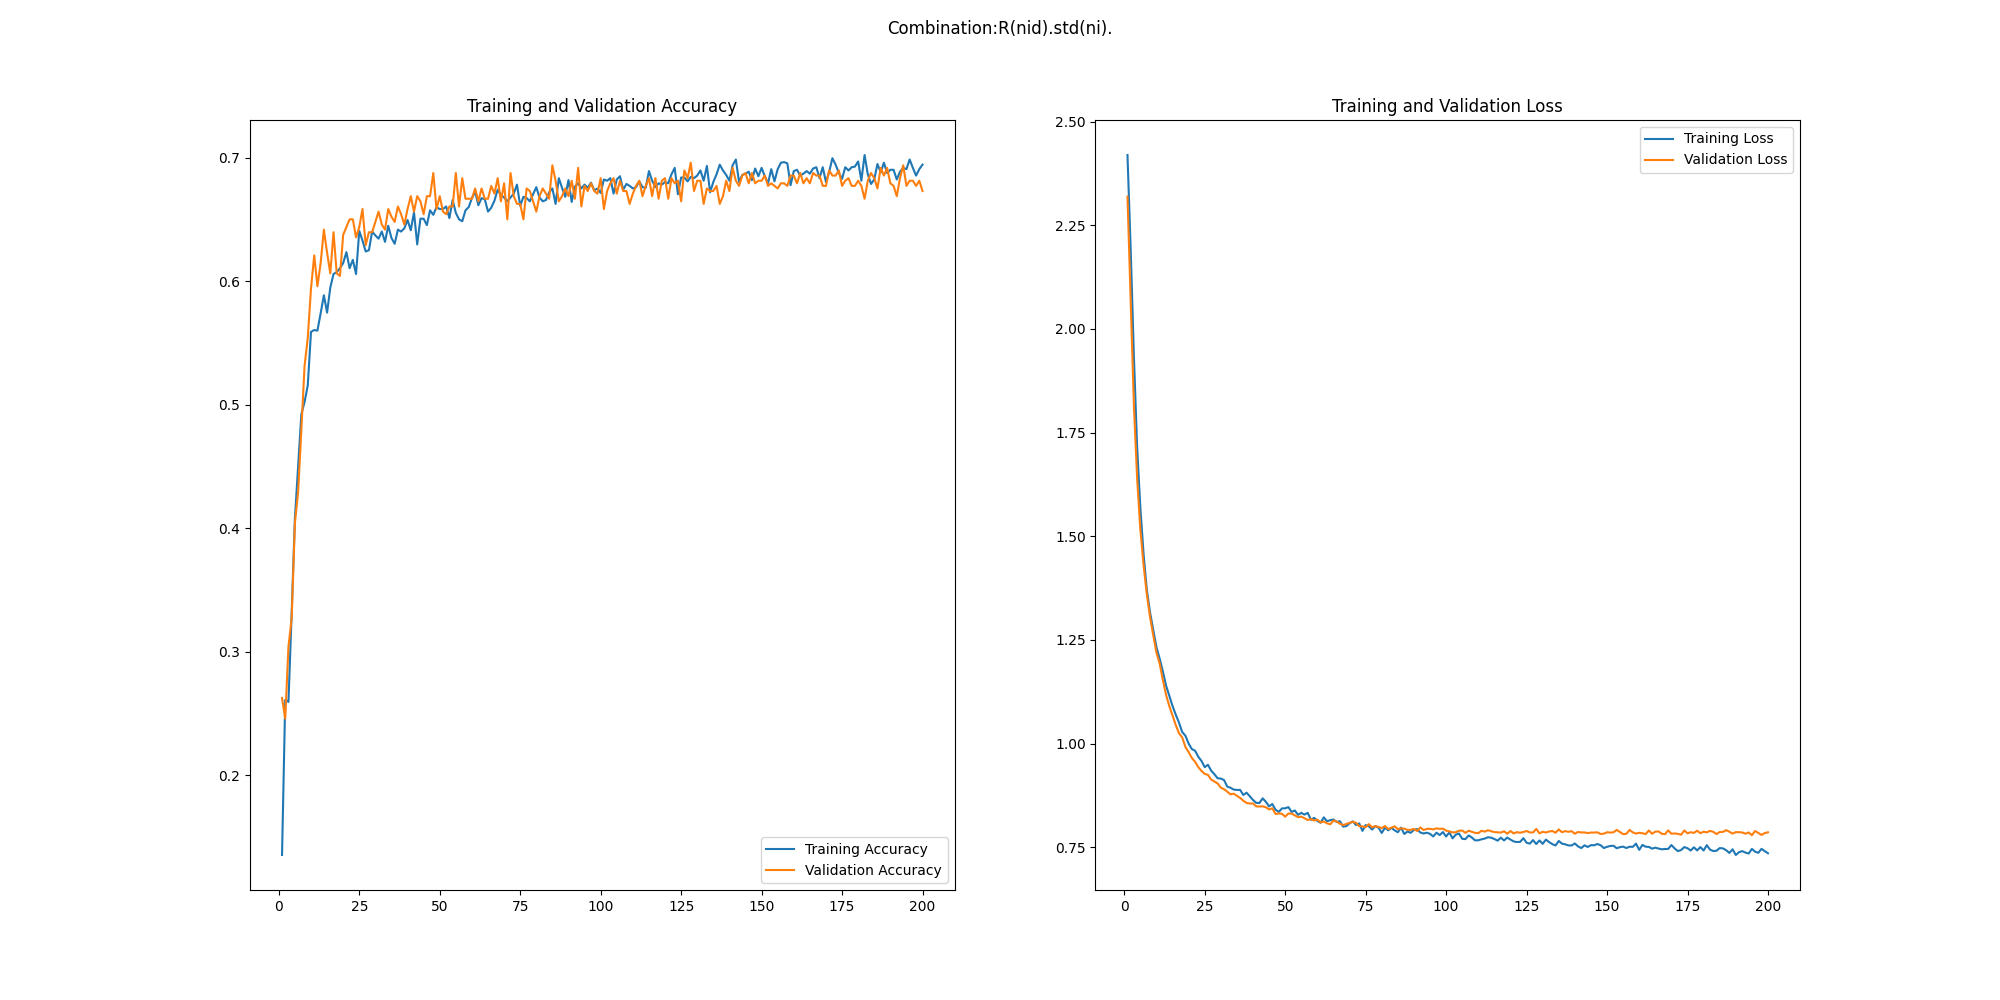 Combination:R(nid).std(ni).
Training and Validation Accuracy
0.7
0.6
0.5
0.4
0.3
0.2
0 25 50 75 100 125 150 175 200
Training Accuracy
Validation Accuracy
Training and Validation Loss
2.50
2.25
2.00
1.75
1.50
1.25
1.00
0.75
0 25 50 75 100 125 150 175 200
Training Loss
Validation Loss